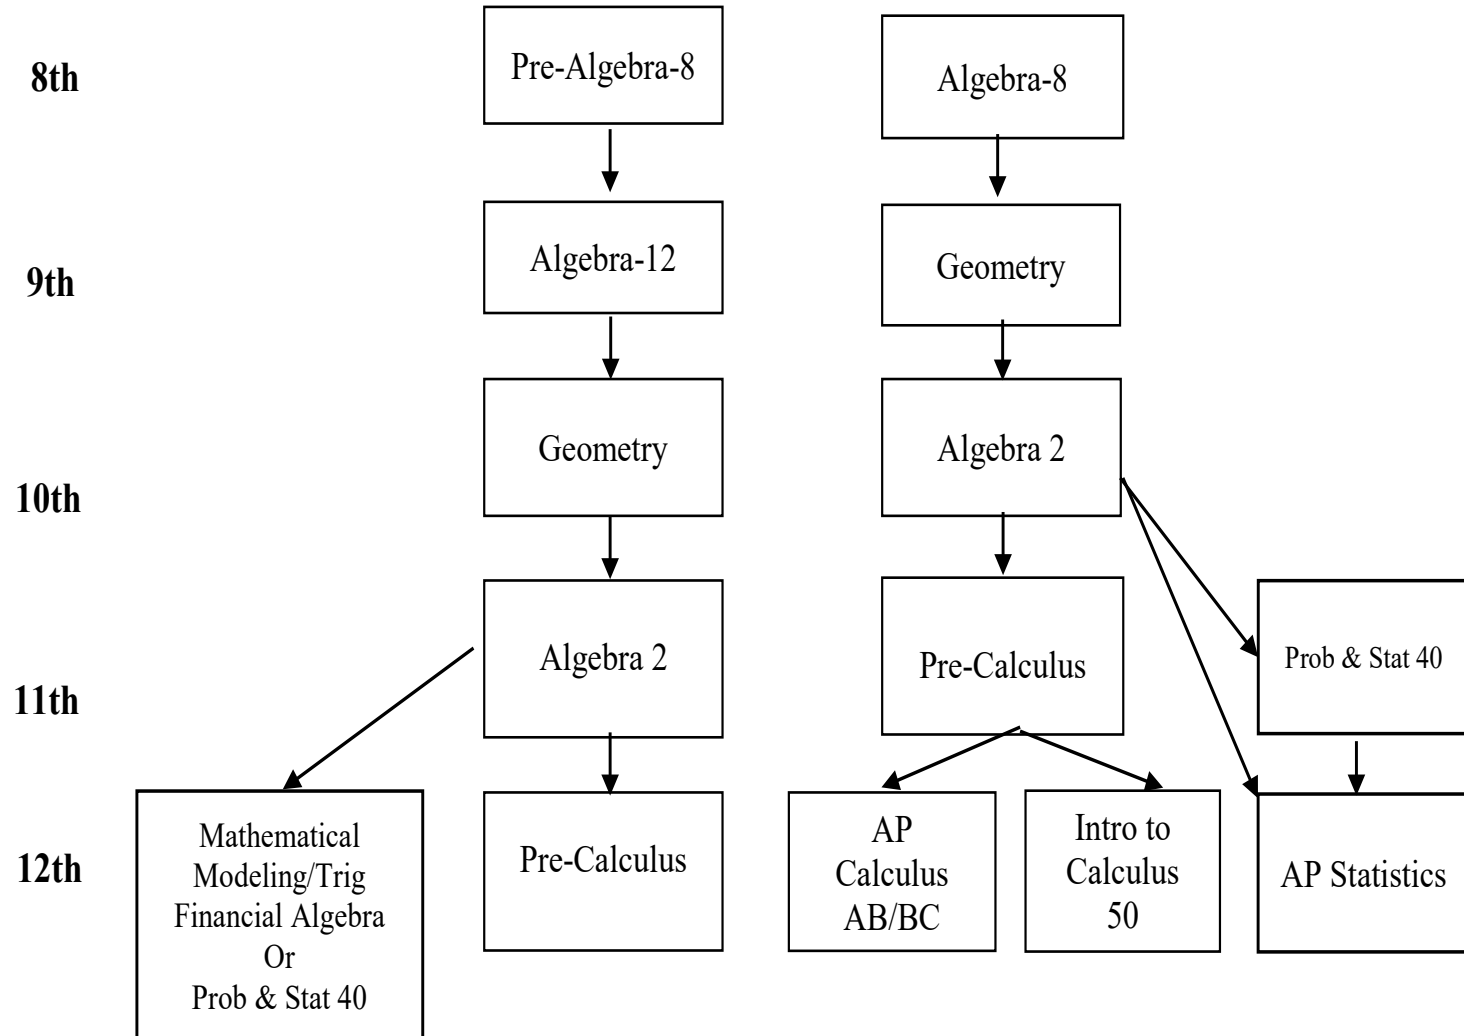 8th
Pre-Algebra-8
Algebra-8
9th
Algebra-12
Geometry
10th
Geometry
Algebra 2
11th
Algebra 2
Pre-Calculus
Prob & Stat 40
12th
Mathematical
Modeling/Trig
Financial Algebra
Or
Prob & Stat 40
Pre-Calculus
AP
Calculus
AB/BC
Intro to
Calculus
50
AP Statistics